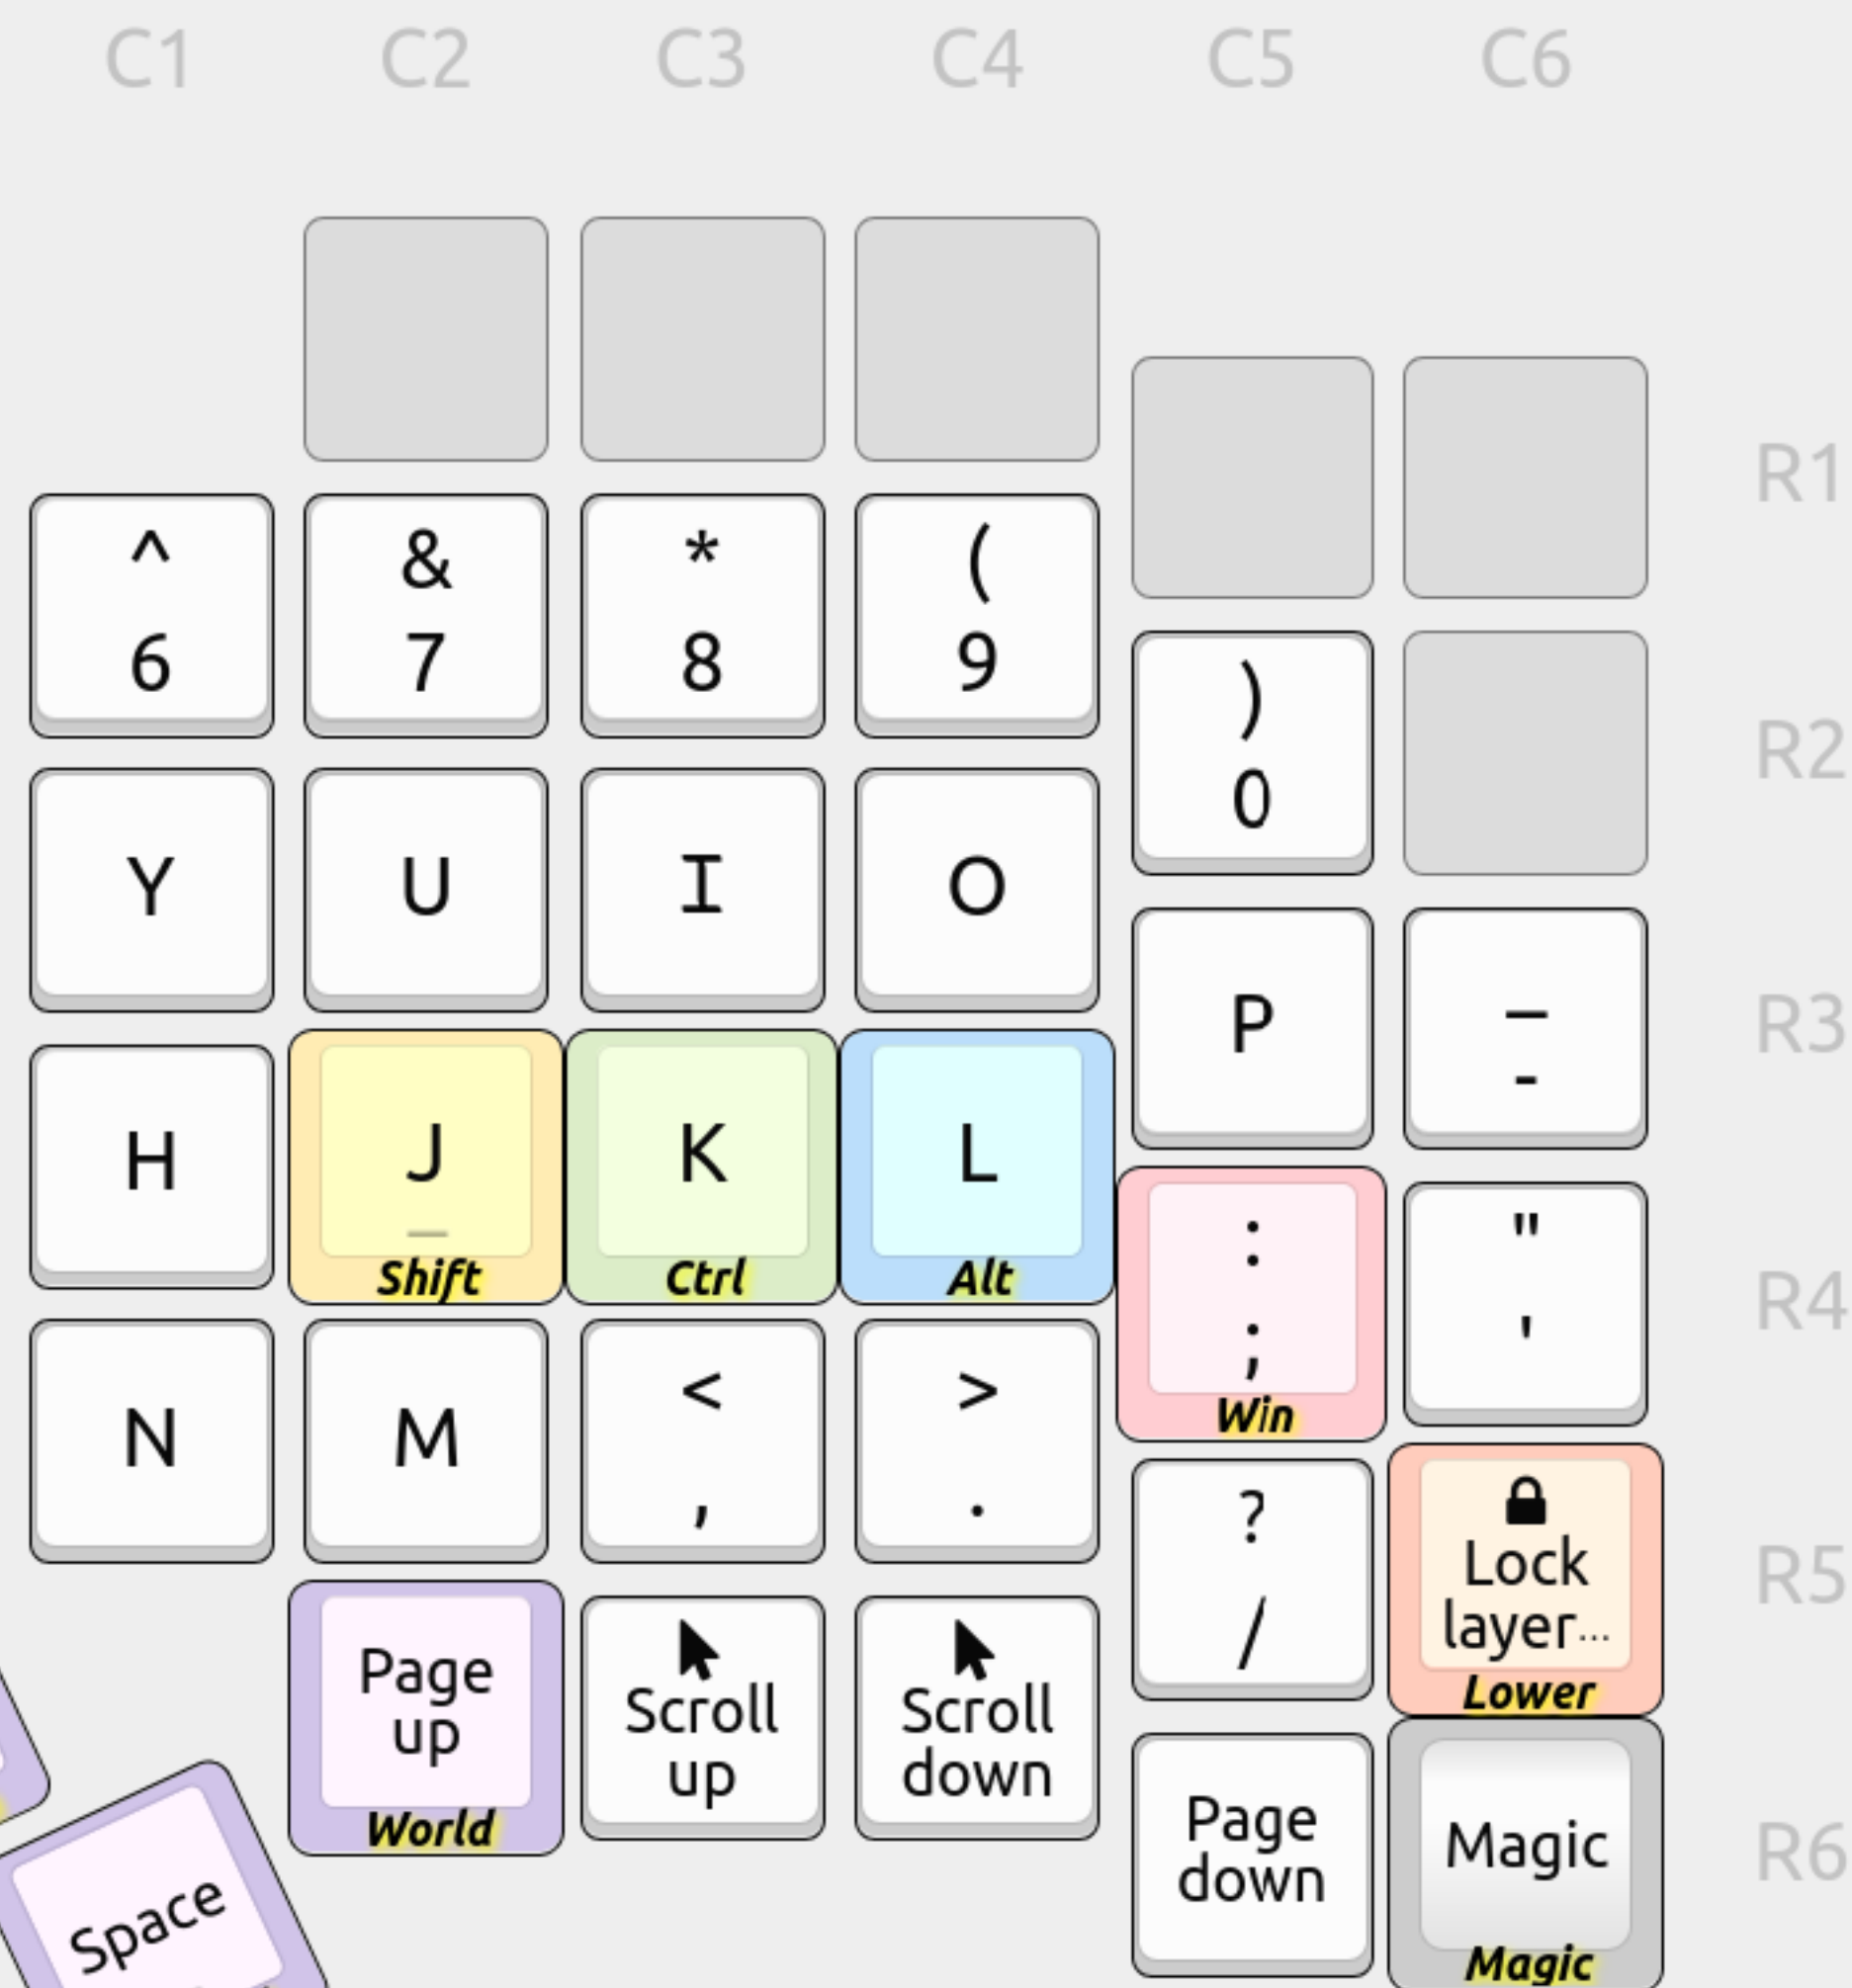 C1 C2 C3 C4 C5 C6
R1
^ & * (
6 7 8 9
)
0
R2
Y U I O
P
_
-
R3
H J K L
_
Shift Ctrl Alt
:
;
Win
"
'
R4
N M < >
, .
?
/
Lock
layer...
Lower
R5
Page
up
World
Scroll
up
Scroll
down
Page
down
Magic
Magic
R6
Space